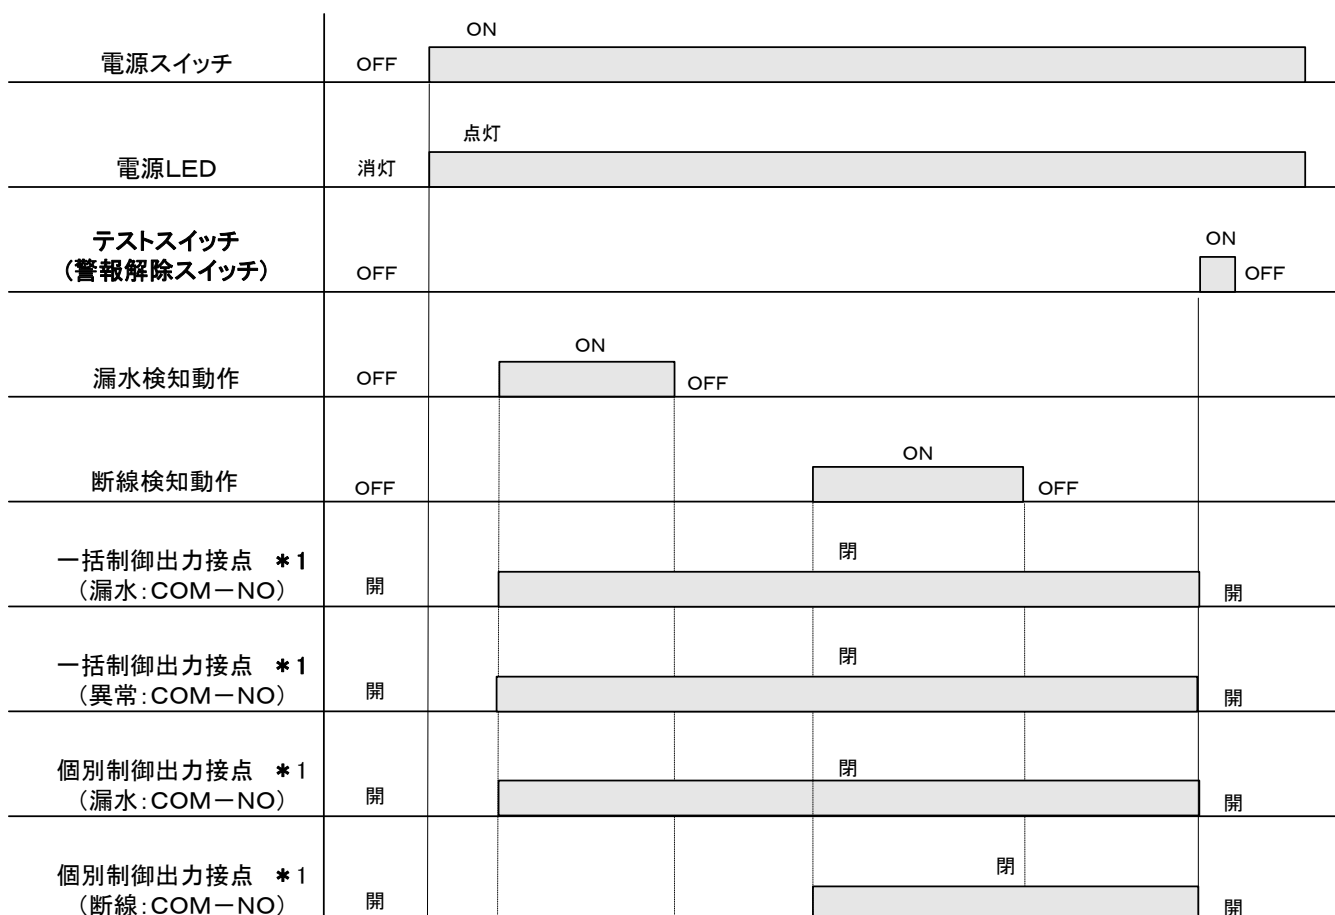 ON
電源スイッチ OFF
点灯
電源LED 消灯
テストスイッチ
(警報解除スイッチ) OFF
ON
OFF
ON
漏水検知動作 OFF
OFF
ON
断線検知動作 OFF
OFF
一括制御出力接点 *1
(漏水:COM-NO) 開
閉
開
一括制御出力接点 *1
(異常:COM-NO) 開
閉
開
個別制御出力接点 *1
(漏水:COM-NO) 開
閉
開
個別制御出力接点 *1
(断線:COM-NO) 開
閉
開